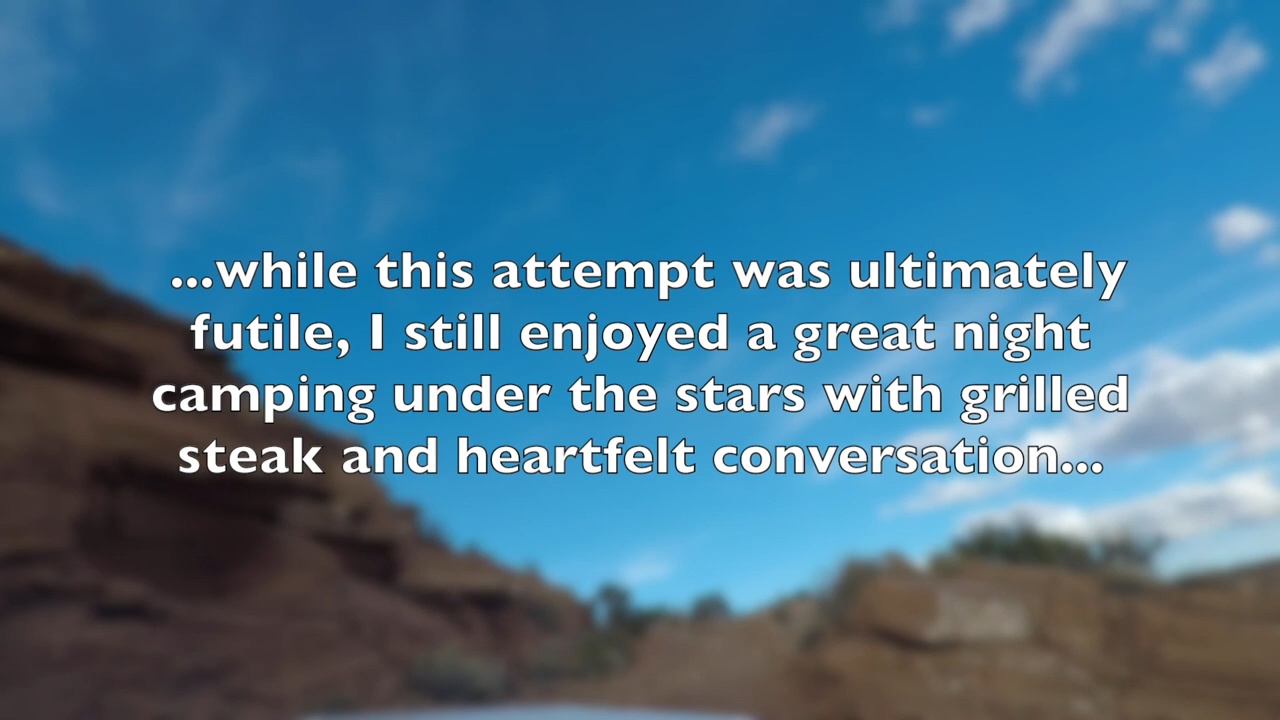 ...while this attempt was ultimately
futile, I still enjoyed a great night
camping under the stars with grilled
steak and heartfelt conversation...